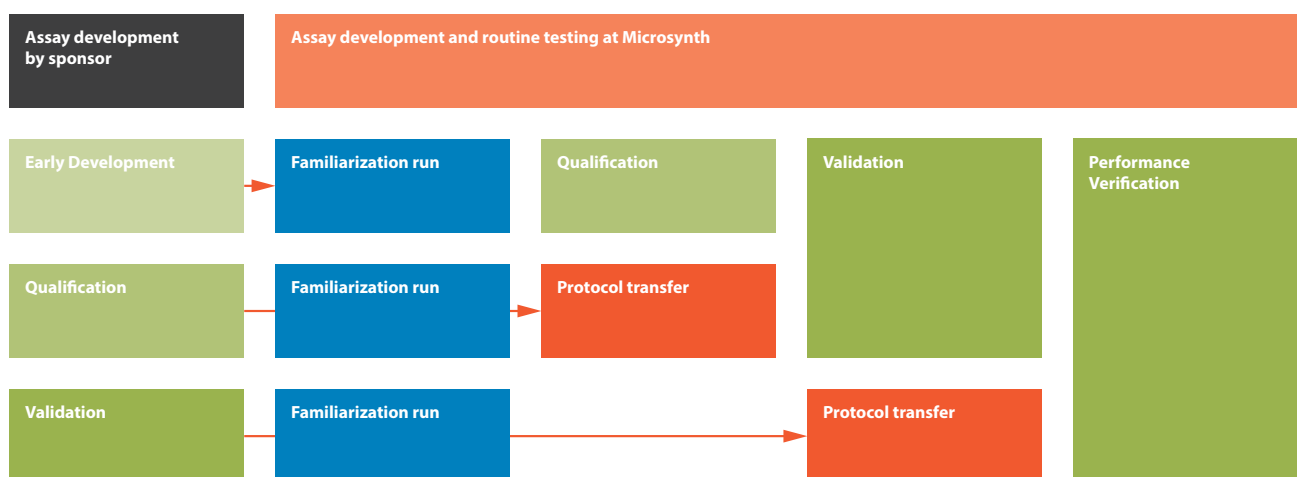 Assay development
by sponsor
Assay development and routine testing at Microsynth
Early Development
Familiarization run
Qualification
Validation
Performance
Verification
Qualification
Familiarization run
Protocol transfer
Validation
Familiarization run
Protocol transfer